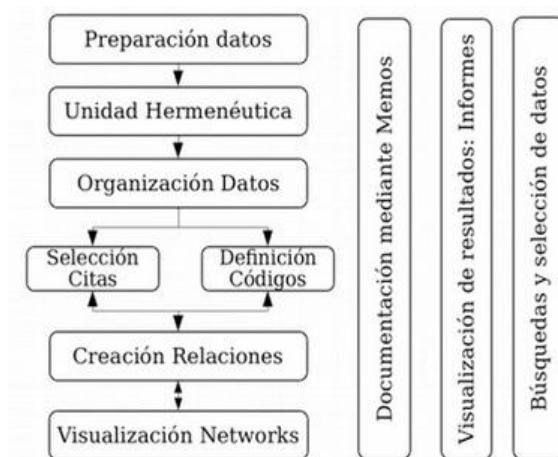 Preparación datos
Unidad Hermenéutica
Organización Datos
Selección
Citas
Definición
Códigos
Creación Relaciones
Visualización Networks
Documentación mediante Memos
Visualización de resultados: Informes
Búsquedas y selección de datos